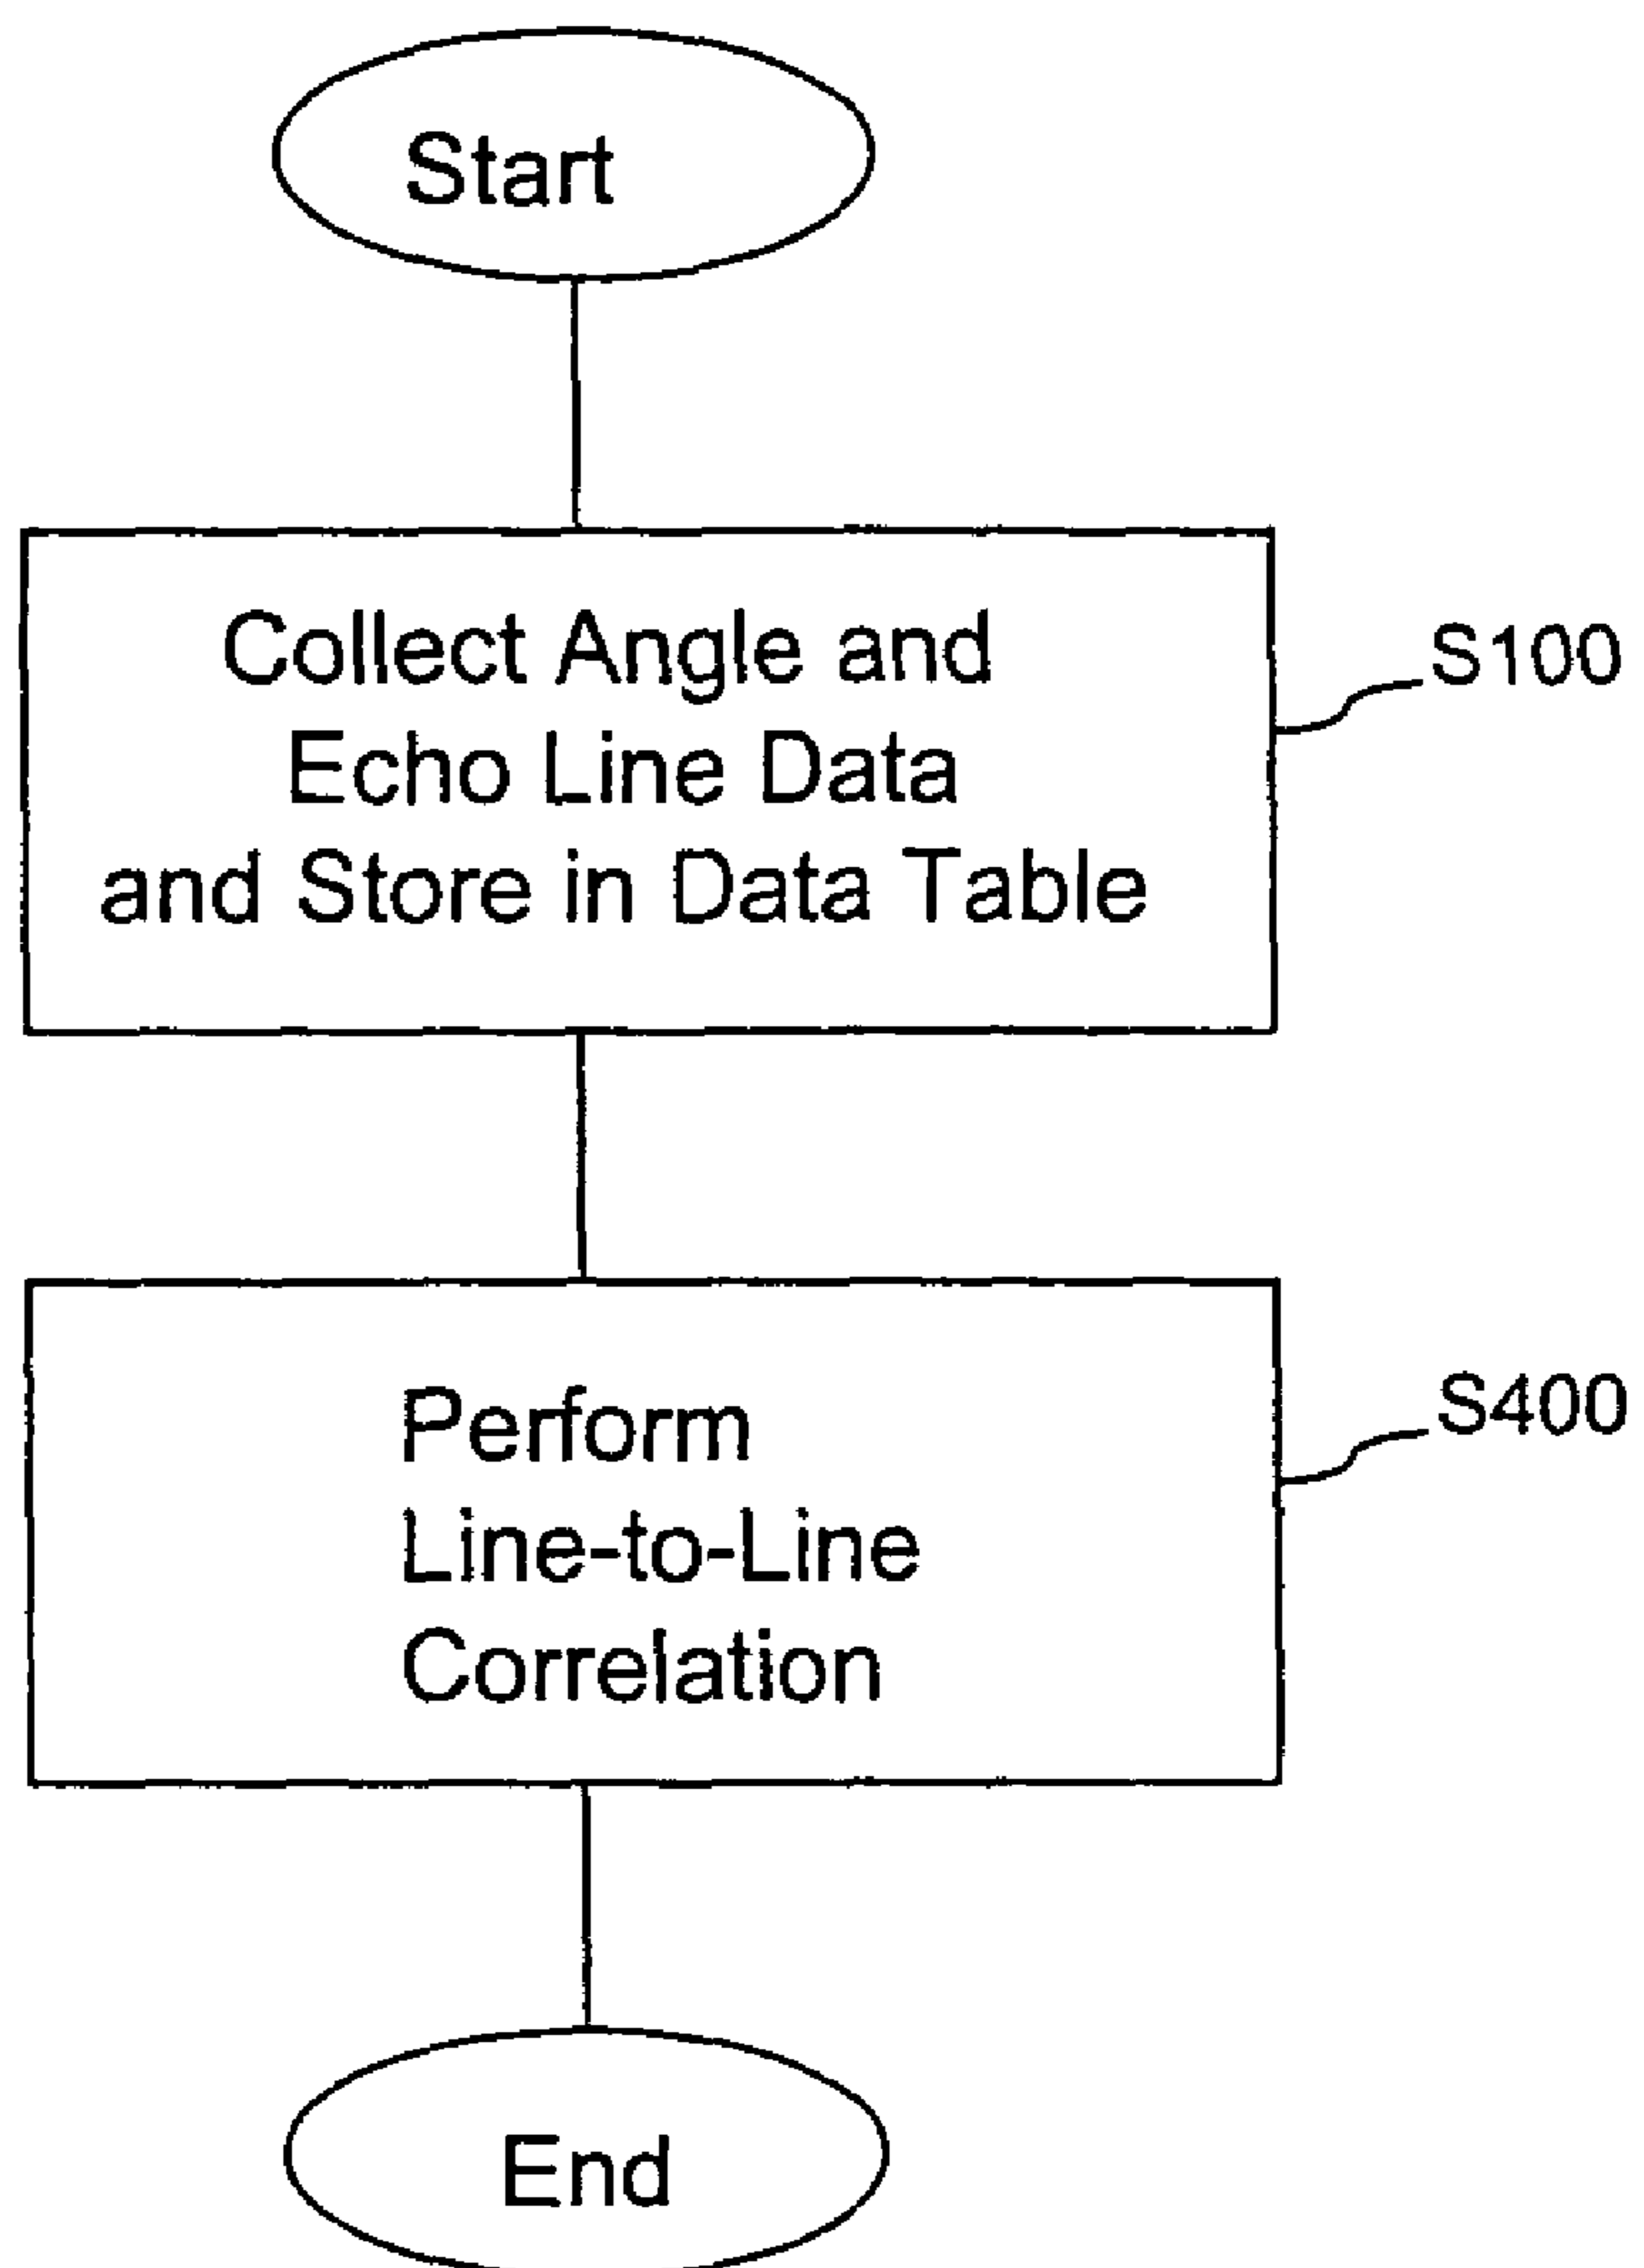 Start
Collect Angle and
Echo Line Data
and Store in Data Table
S100
Perform
Line-to-Line
Correlation
S400
End